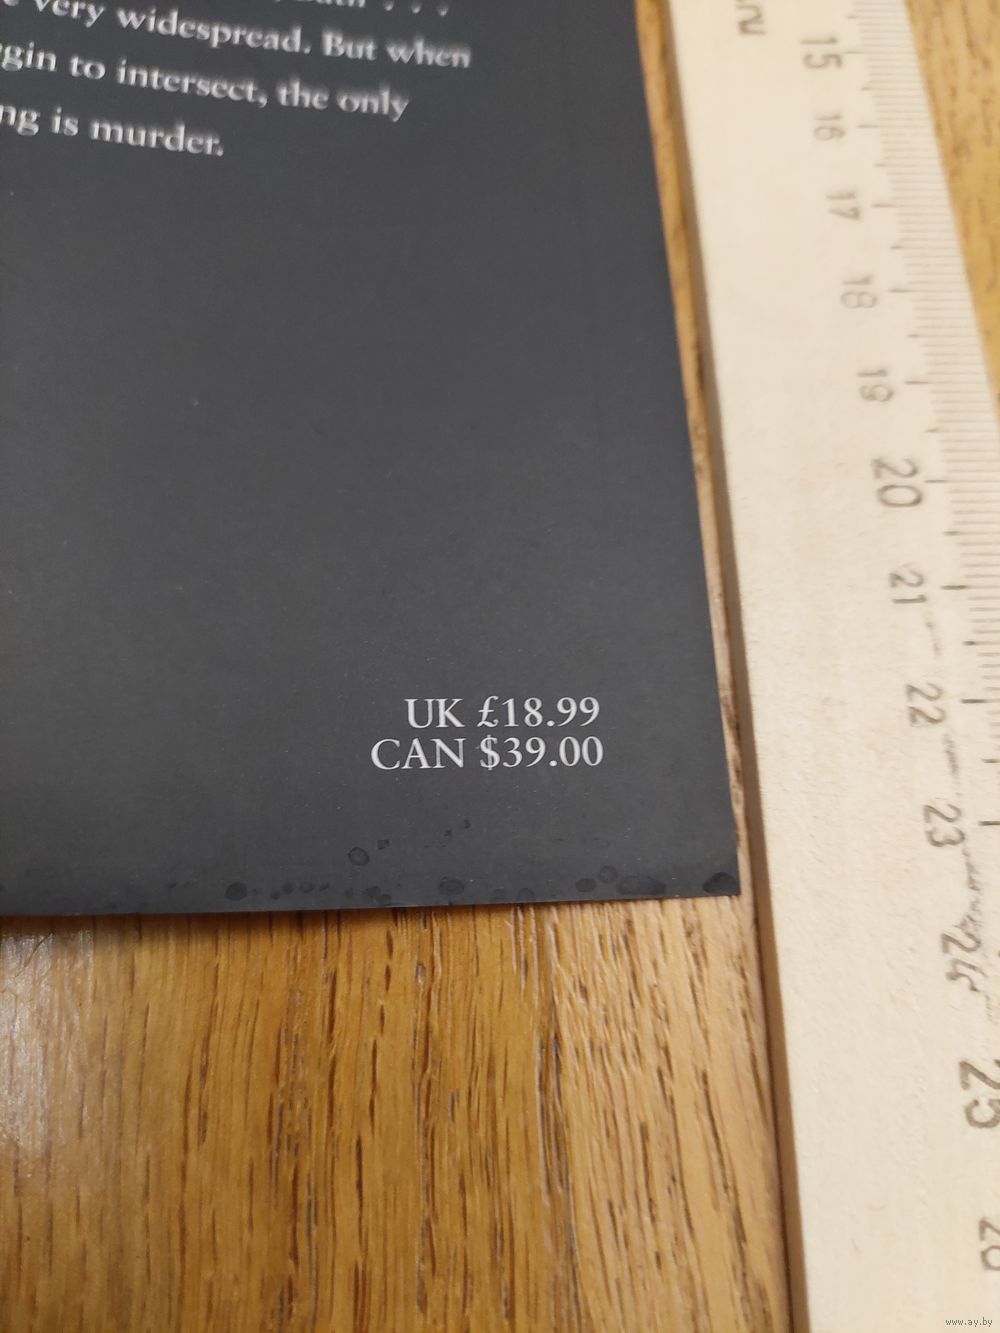 very widespread. But when
gin to intersect, the only
ng is murder.
UK £18.99
CAN $39.00
15
16
17
18
19
20
21
22
23
24
25
26
www.ay.by